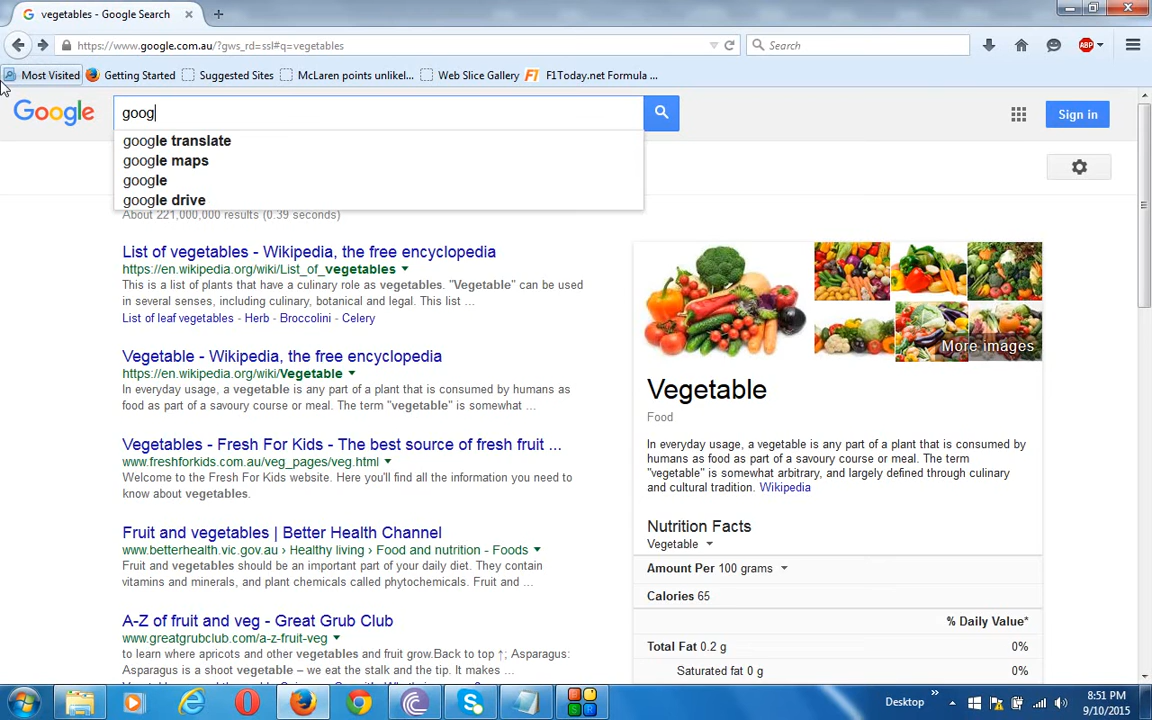 vegetables - Google Search
https://www.google.com.au/?gws_rd=ssl#q=vegetables
Search
ABP
Most Visited
Getting Started
Suggested Sites
McLaren points unlikel...
Web Slice Gallery
F1
F1Today.net Formula ...
Google
goog
Sign in
google translate
google maps
google
google drive
About 221,000,000 results (0.39 seconds)
List of vegetables - Wikipedia, the free encyclopedia
https://en.wikipedia.org/wiki/List_of_vegetables
This is a list of plants that have a culinary role as vegetables. "Vegetable" can be used
in several senses, including culinary, botanical and legal. This list ...
List of leaf vegetables - Herb - Broccolini - Celery
Vegetable - Wikipedia, the free encyclopedia
https://en.wikipedia.org/wiki/Vegetable
In everyday usage, a vegetable is any part of a plant that is consumed by humans as
food as part of a savoury course or meal. The term "vegetable" is somewhat ...
Vegetables - Fresh For Kids - The best source of fresh fruit ...
www.freshforkids.com.au/veg_pages/veg.html
Welcome to the Fresh For Kids website. Here you'll find all the information you need to
know about vegetables.
Fruit and vegetables | Better Health Channel
www.betterhealth.vic.gov.au › Healthy living › Food and nutrition - Foods
Fruit and vegetables should be an important part of your daily diet. They contain
vitamins and minerals, and plant chemicals called phytochemicals. Fruit and ...
A-Z of fruit and veg - Great Grub Club
www.greatgrubclub.com/a-z-fruit-veg
to learn where apricots and other vegetables and fruit grow.Back to top ↑; Asparagus:
Asparagus is a shoot vegetable – we eat the stalk and the tip. It makes ...
More images
Vegetable
Food
In everyday usage, a vegetable is any part of a plant that is consumed by
humans as food as part of a savoury course or meal. The term
"vegetable" is somewhat arbitrary, and largely defined through culinary
and cultural tradition. Wikipedia
Nutrition Facts
Vegetable
Amount Per 100 grams
Calories 65
% Daily Value*
Total Fat 0.2 g 0%
Saturated fat 0 g 0%
Desktop
8:51 PM
9/10/2015